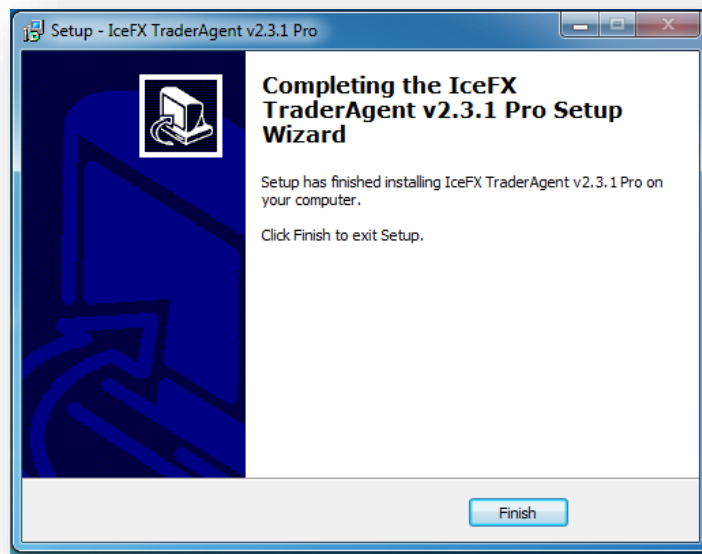 Setup - IceFX TraderAgent v2.3.1 Pro
Completing the IceFX
TraderAgent v2.3.1 Pro Setup
Wizard
Setup has finished installing IceFX TraderAgent v2.3.1 Pro on
your computer.
Click Finish to exit Setup.
Finish